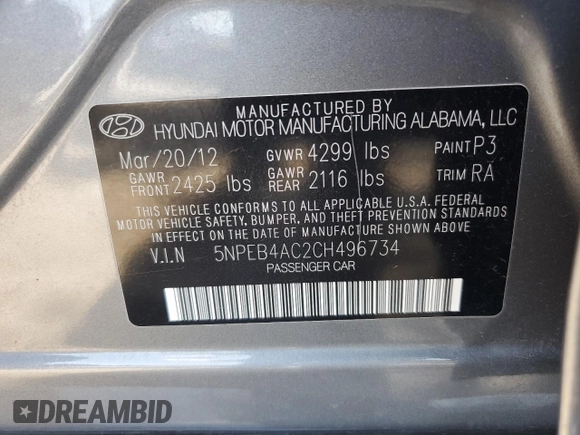 MANUFACTURED BY
HYUNDAI MOTOR MANUFACTURING ALABAMA, LLC
Mar/20/12 GVWR 4299 lbs PAINT P3
GAWR FRONT 2425 lbs GAWR REAR 2116 lbs TRIM RA
THIS VEHICLE CONFORMS TO ALL APPLICABLE U.S.A. FEDERAL
MOTOR VEHICLE SAFETY, BUMPER, AND THEFT PREVENTION STANDARDS
IN EFFECT ON THE DATE OF MANUFACTURE SHOWN ABOVE.
V.I.N 5NPEB4AC2CH496734
PASSENGER CAR
DREAMBID